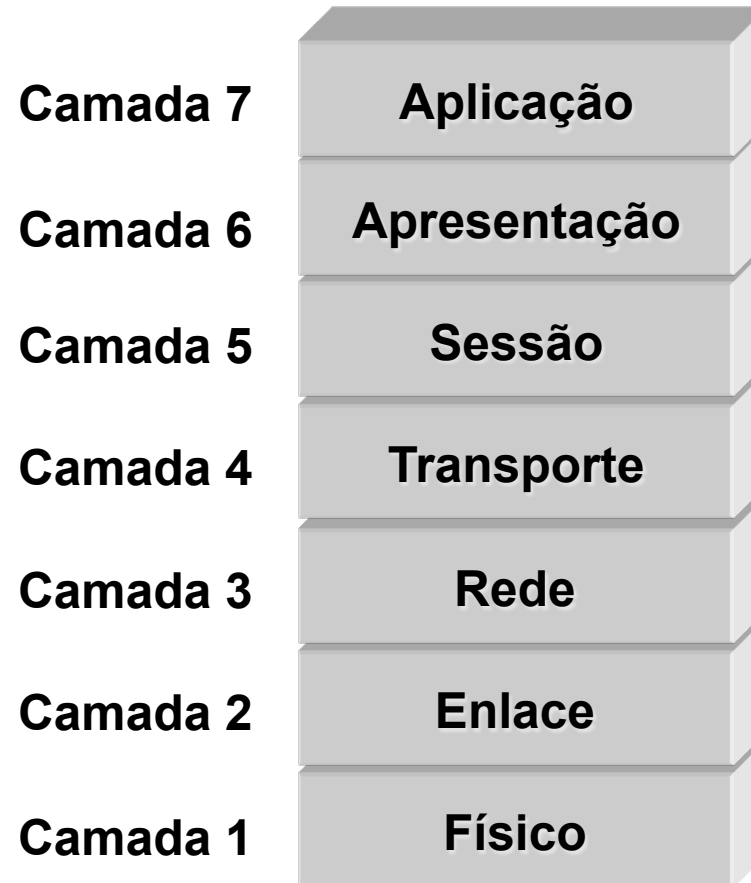 Camada 7 Aplicação
Camada 6 Apresentação
Camada 5 Sessão
Camada 4 Transporte
Camada 3 Rede
Camada 2 Enlace
Camada 1 Físico